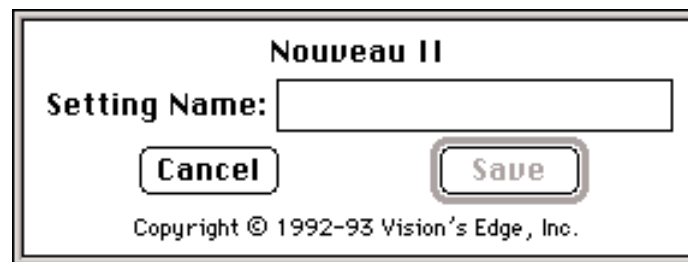 Nouveau II
Setting Name:
Cancel Save
Copyright © 1992-93 Vision's Edge, Inc.